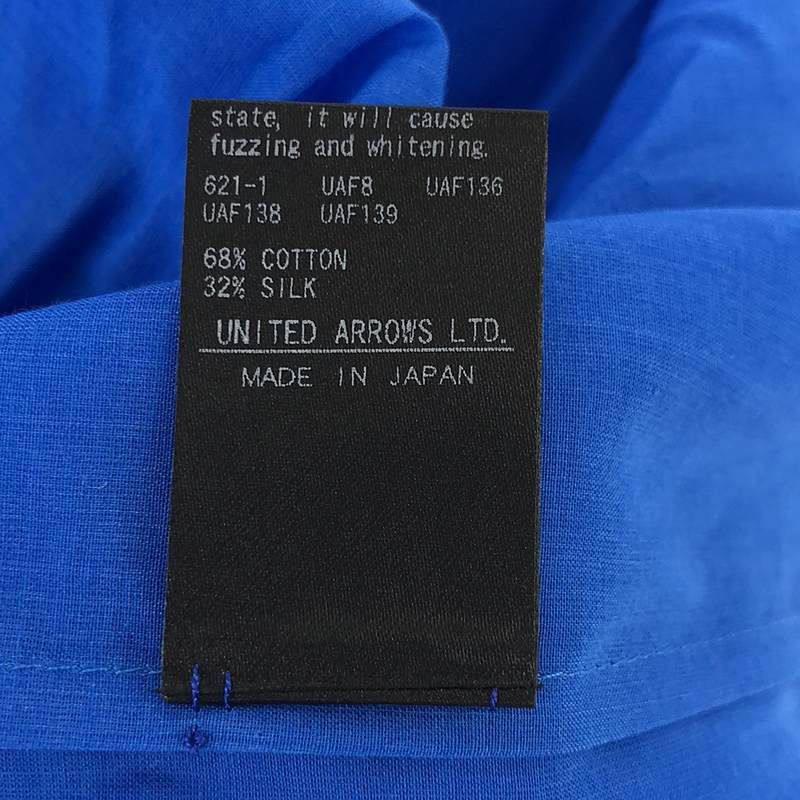 state, it will cause
fuzzing and whitening.
621-1 UAF8 UAF136
UAF138 UAF139
68% COTTON
32% SILK
UNITED ARROWS LTD.
MADE IN JAPAN